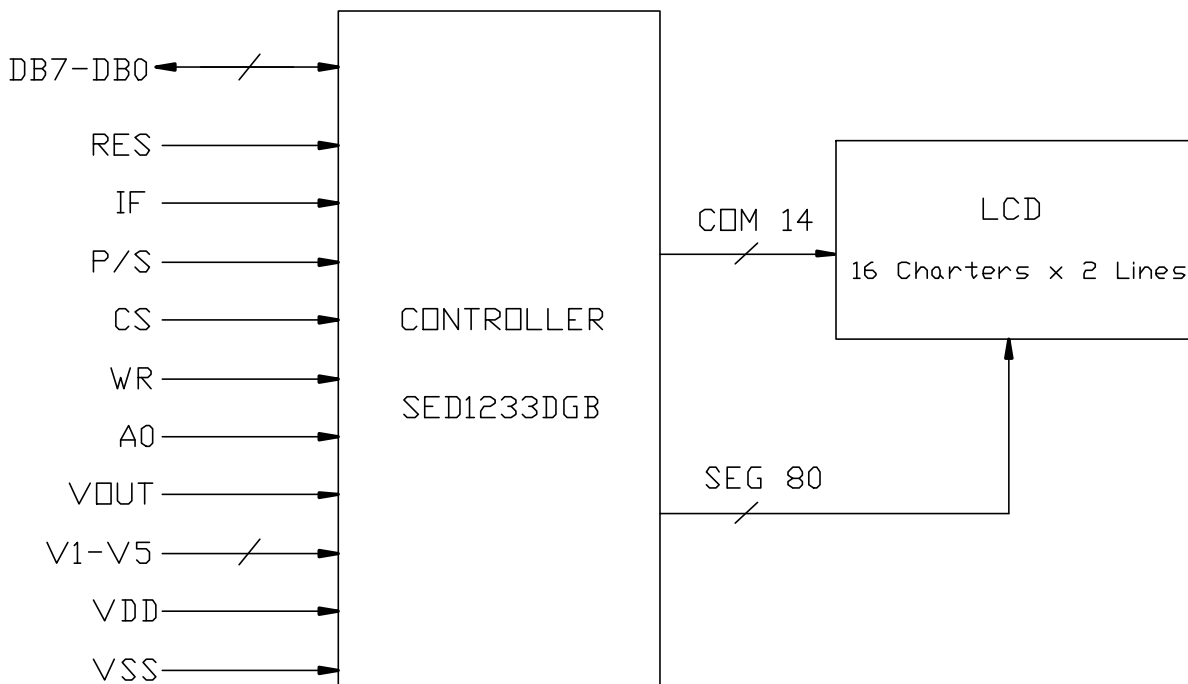 DB7-DB0
RES
IF
P/S
CS
WR
A0
VOUT
V1-V5
VDD
VSS
CONTROLLER
SED1233DGB
COM 14
SEG 80
LCD
16 Charters x 2 Lines